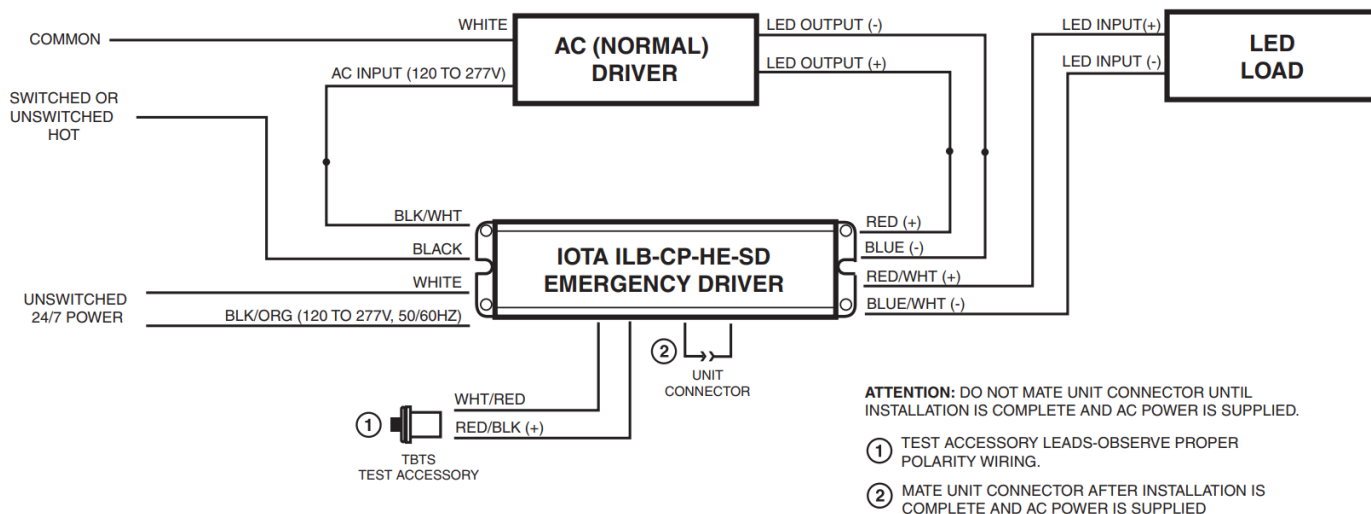 COMMON
WHITE
AC INPUT (120 TO 277V)
SWITCHED OR
UNSWITCHED
HOT
AC (NORMAL)
DRIVER
LED OUTPUT (-)
LED OUTPUT (+)
LED INPUT(+)
LED INPUT (-)
LED
LOAD
BLK/WHT
BLACK
WHITE
UNSWITCHED
24/7 POWER
BLK/ORG (120 TO 277V, 50/60HZ)
IOTA ILB-CP-HE-SD
EMERGENCY DRIVER
RED (+)
BLUE (-)
RED/WHT (+)
BLUE/WHT (-)
2
UNIT
CONNECTOR
1
WHT/RED
RED/BLK (+)
TBTS
TEST ACCESSORY
ATTENTION: DO NOT MATE UNIT CONNECTOR UNTIL
INSTALLATION IS COMPLETE AND AC POWER IS SUPPLIED.
1 TEST ACCESSORY LEADS-OBSERVE PROPER
POLARITY WIRING.
2 MATE UNIT CONNECTOR AFTER INSTALLATION IS
COMPLETE AND AC POWER IS SUPPLIED